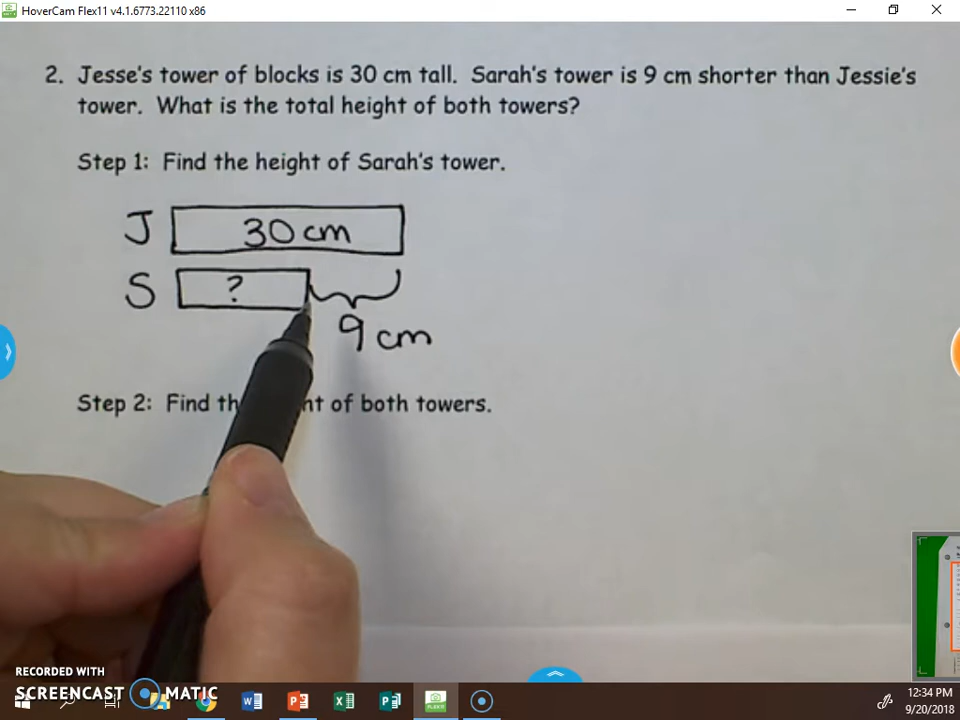 HoverCam Flex11 v4.1.6773.22110 x86
2. Jesse's tower of blocks is 30 cm tall. Sarah's tower is 9 cm shorter than Jessie's
tower. What is the total height of both towers?
Step 1: Find the height of Sarah's tower.
J 30 cm
S ?
9 cm
Step 2: Find th nt of both towers.
RECORDED WITH
SCREENCAST MATIC
12:34 PM
9/20/2018